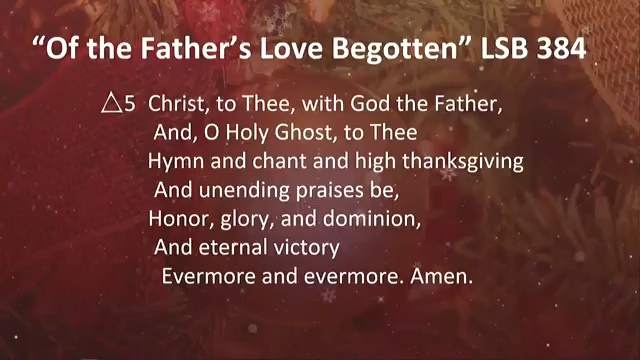 “Of the Father’s Love Begotten” LSB 384
△5 Christ, to Thee, with God the Father,
And, O Holy Ghost, to Thee
Hymn and chant and high thanksgiving
And unending praises be,
Honor, glory, and dominion,
And eternal victory
Evermore and evermore. Amen.